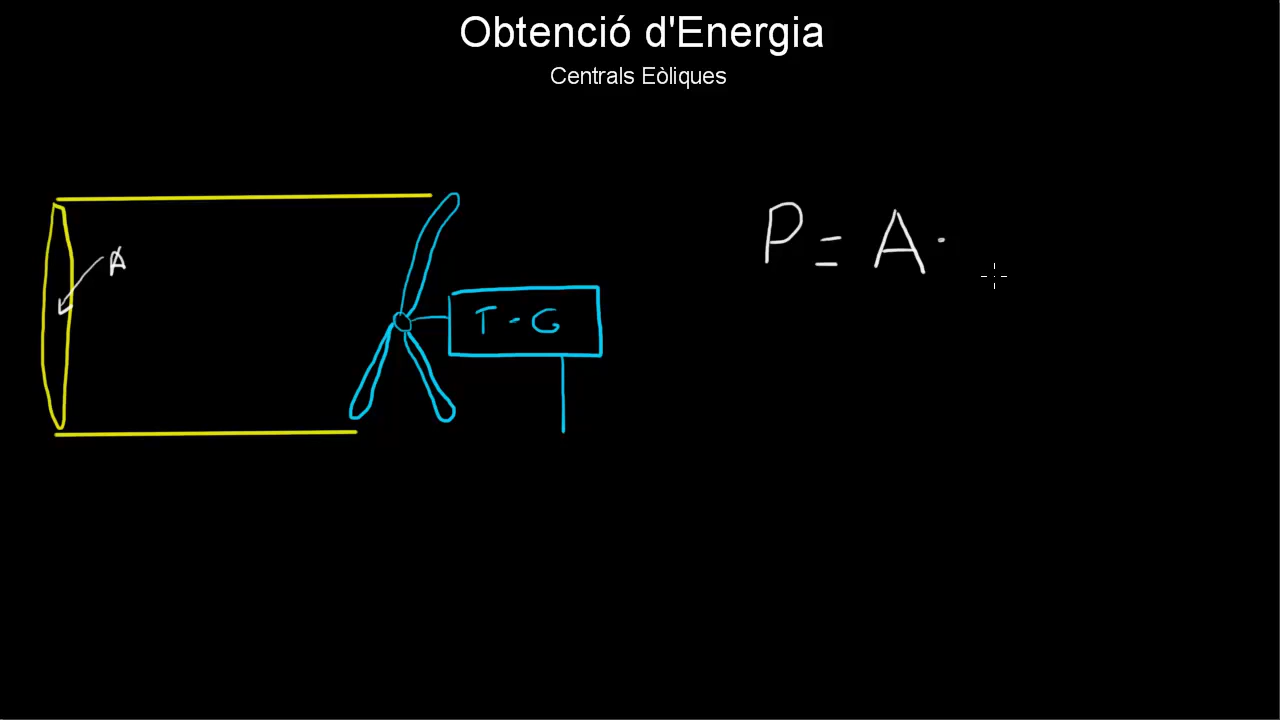 Obtenció d'Energia
Centrals Eòliques
A
T - G
P = A ·